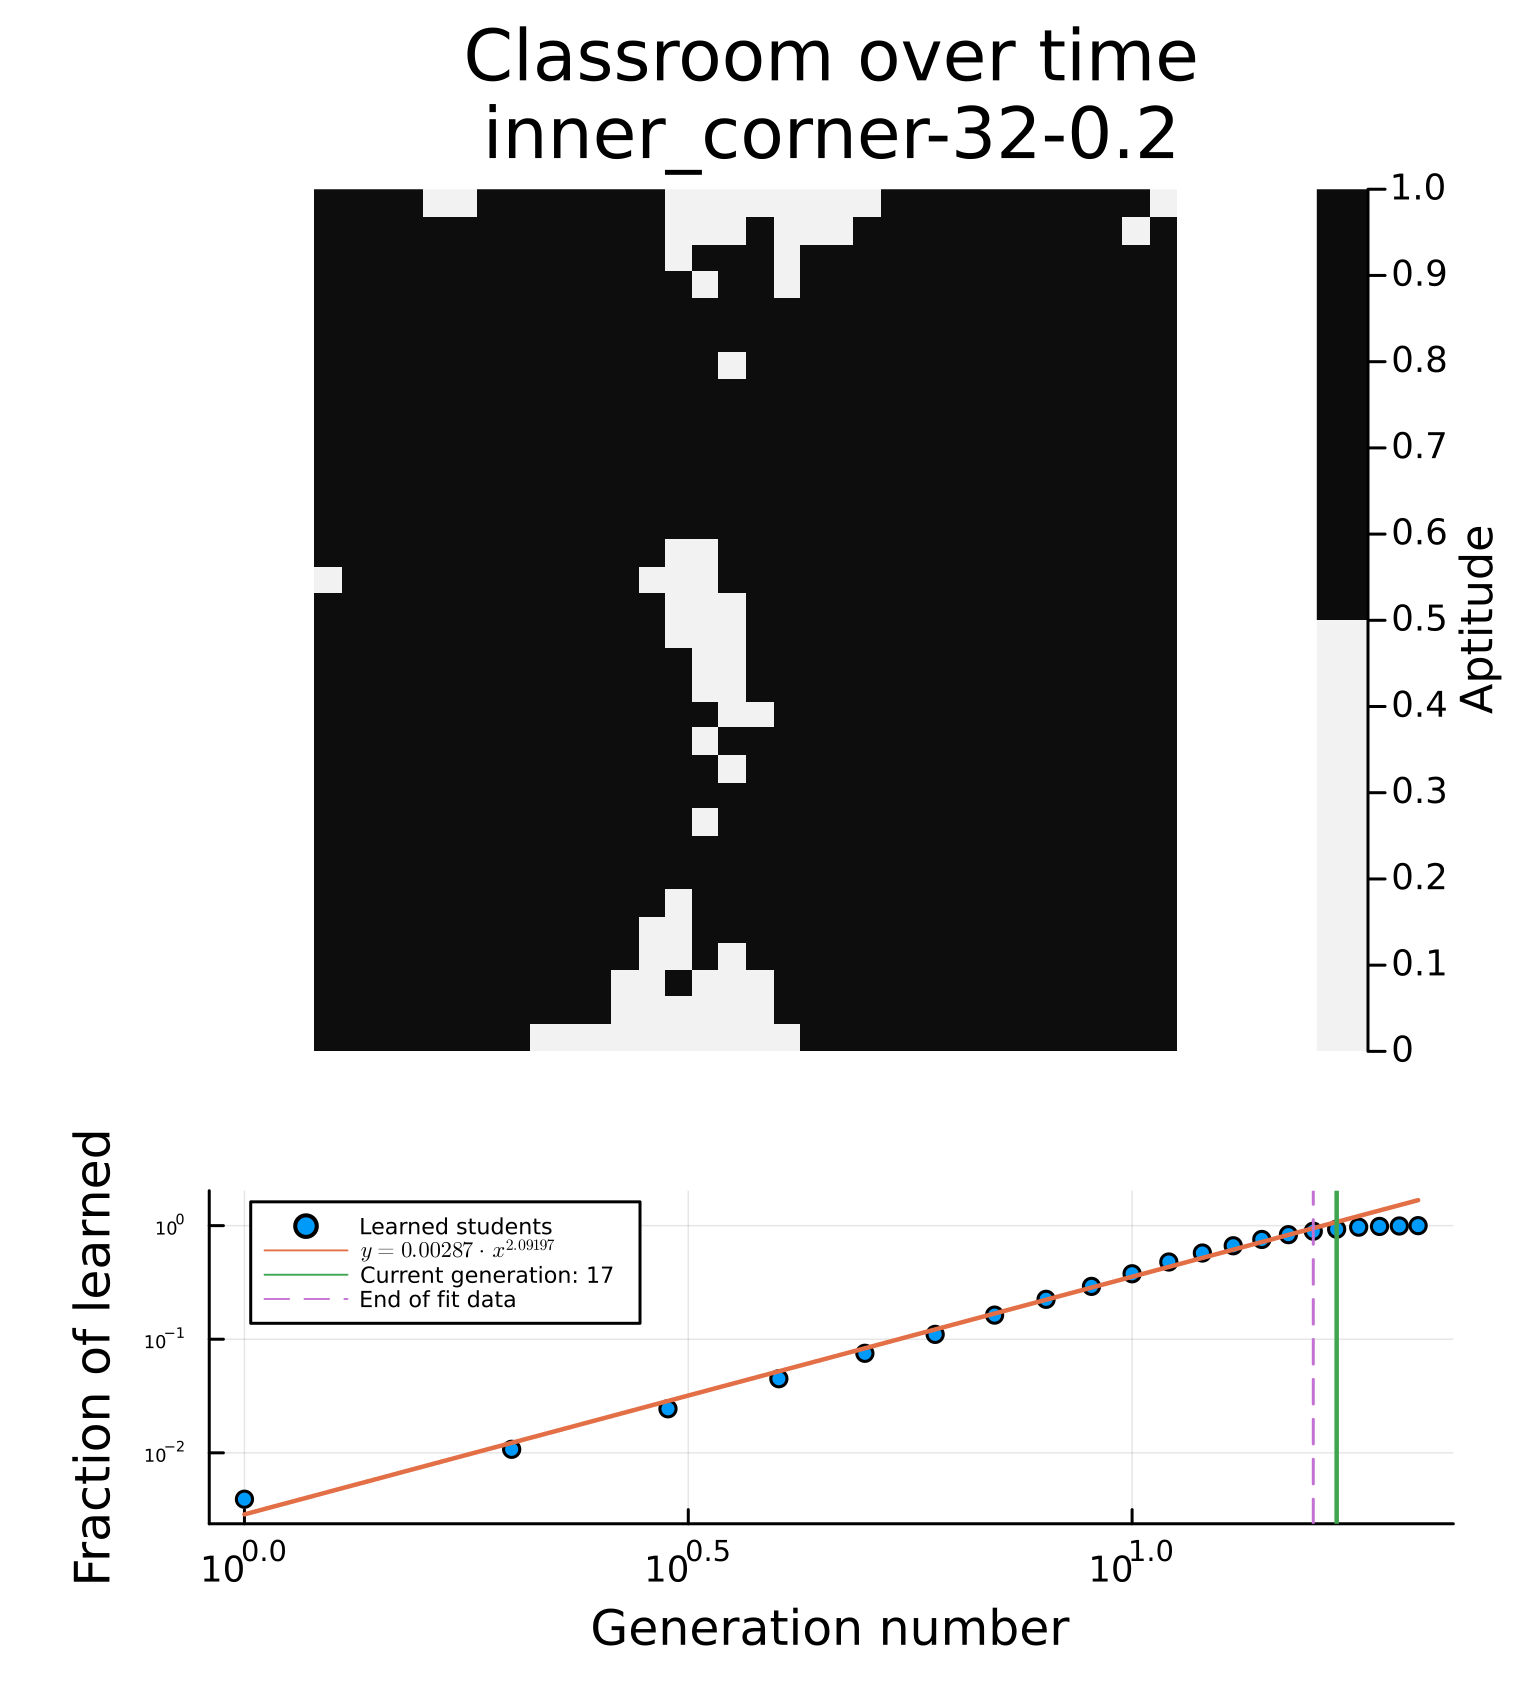 Classroom over time
inner_corner-32-0.2
1.0
0.9
0.8
0.7
0.6
0.5
0.4
0.3
0.2
0.1
0
Aptitude
Fraction of learned
10^0
10^−1
10^−2
Learned students
y = 0.00287 · x^2.09197
Current generation: 17
End of fit data
10^0.0
10^0.5
10^1.0
Generation number